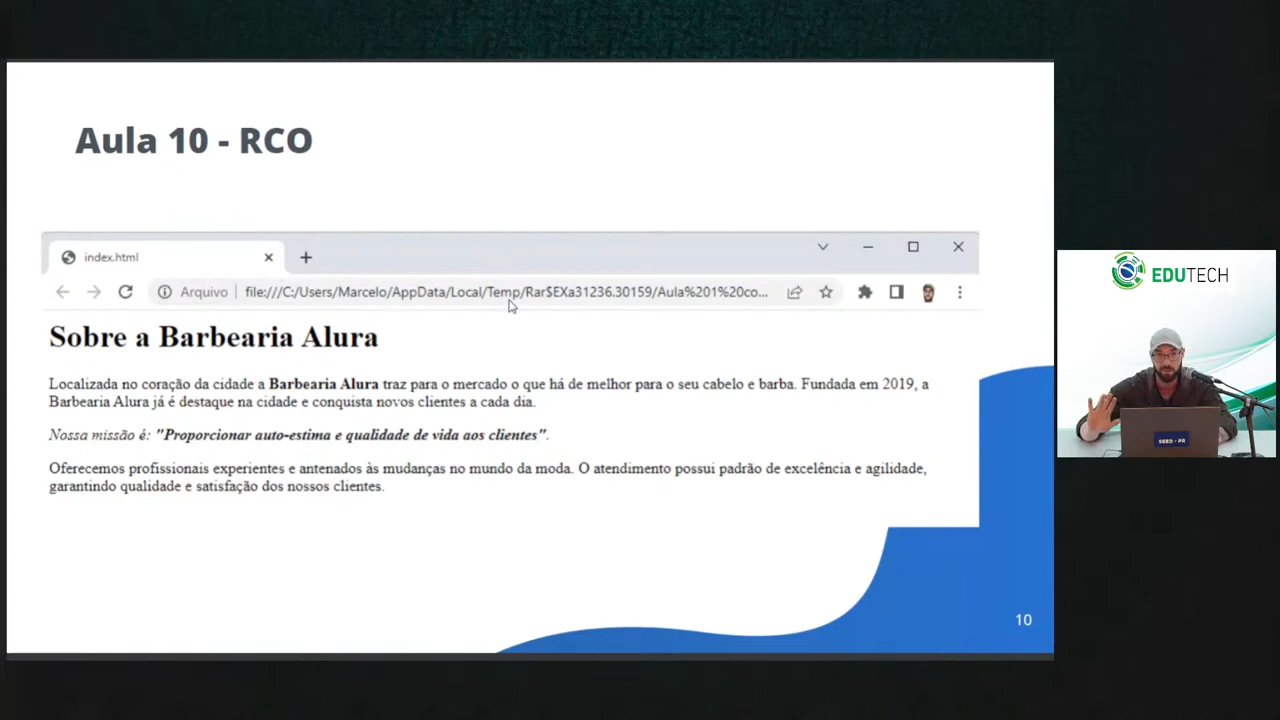 Aula 10 - RCO
index.html
Arquivo
file:///C:/Users/Marcelo/AppData/Local/Temp/Rar$EXa31236.30159/Aula%201%20co...
Sobre a Barbearia Alura
Localizada no coração da cidade a Barbearia Alura traz para o mercado o que há de melhor para o seu cabelo e barba. Fundada em 2019, a
Barbearia Alura já é destaque na cidade e conquista novos clientes a cada dia.
Nossa missão é: "Proporcionar auto-estima e qualidade de vida aos clientes".
Oferecemos profissionais experientes e antenados às mudanças no mundo da moda. O atendimento possui padrão de excelência e agilidade,
garantindo qualidade e satisfação dos nossos clientes.
10
EDUTECH
SEED - PR